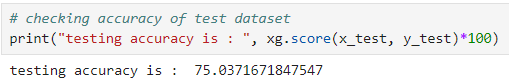 # checking accuracy of test dataset
print("testing accuracy is : ", xg.score(x_test, y_test)*100)
testing accuracy is :  75.0371671847547